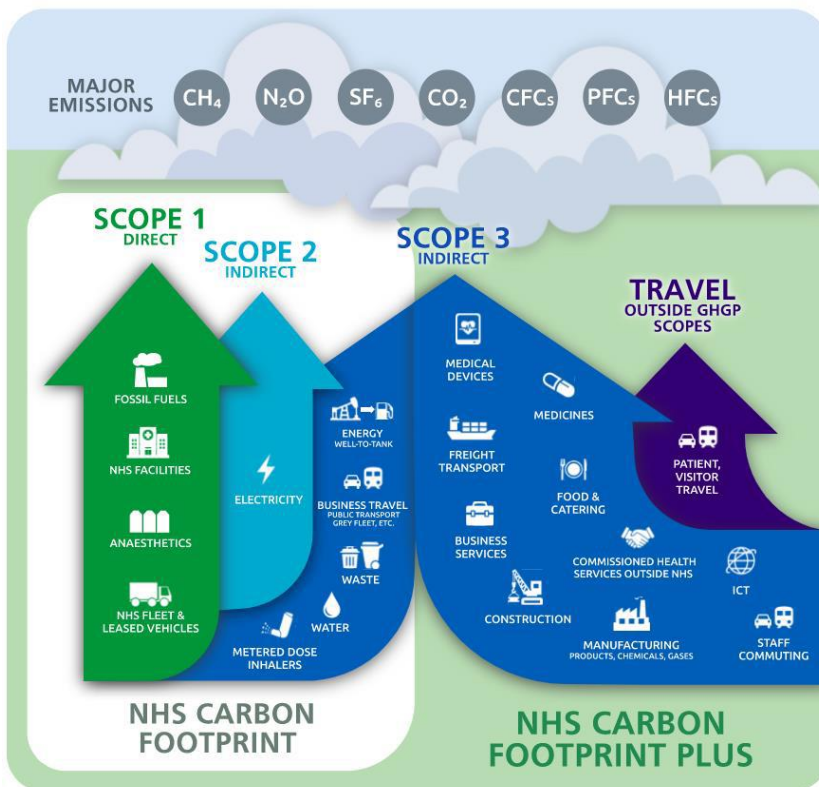 MAJOR
EMISSIONS
CH₄
N₂O
SF₆
CO₂
CFCs
PFCs
HFCs
SCOPE 1
DIRECT
FOSSIL FUELS
NHS FACILITIES
ANAESTHETICS
NHS FLEET &
LEASED VEHICLES
SCOPE 2
INDIRECT
ELECTRICITY
SCOPE 3
INDIRECT
ENERGY
WELL-TO-TANK
BUSINESS TRAVEL
PUBLIC TRANSPORT
GREY FLEET, ETC.
WASTE
WATER
METERED DOSE
INHALERS
MEDICAL
DEVICES
MEDICINES
FREIGHT
TRANSPORT
FOOD &
CATERING
BUSINESS
SERVICES
COMMISSIONED HEALTH
SERVICES OUTSIDE NHS
ICT
CONSTRUCTION
MANUFACTURING
PRODUCTS, CHEMICALS, GASES
STAFF
COMMUTING
TRAVEL
OUTSIDE GHGP
SCOPES
PATIENT,
VISITOR
TRAVEL
NHS CARBON
FOOTPRINT
NHS CARBON
FOOTPRINT PLUS